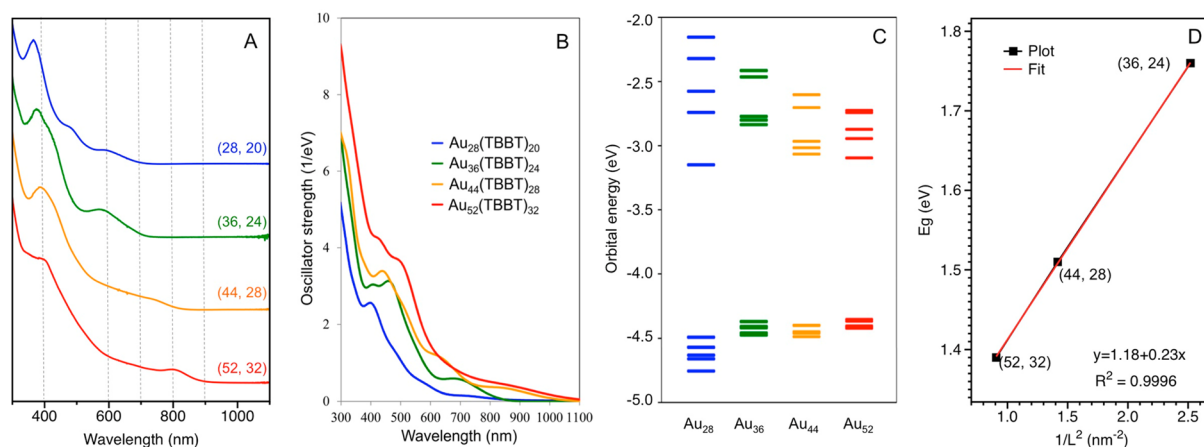 A
(28, 20)
(36, 24)
(44, 28)
(52, 32)
400 600 800 1000
Wavelength (nm)
B
10
8
6
4
2
0
Oscillator strength (1/eV)
Au28(TBBT)20
Au36(TBBT)24
Au44(TBBT)28
Au52(TBBT)32
300 400 500 600 700 800 900 1000 1100
Wavelength (nm)
C
-2.0
-2.5
-3.0
-3.5
-4.0
-4.5
-5.0
Orbital energy (eV)
Au28 Au36 Au44 Au52
D
1.8
1.7
1.6
1.5
1.4
Eg (eV)
Plot
Fit
(36, 24)
(44, 28)
(52, 32)
y=1.18+0.23x
R² = 0.9996
1.0 1.5 2.0 2.5
1/L² (nm⁻²)